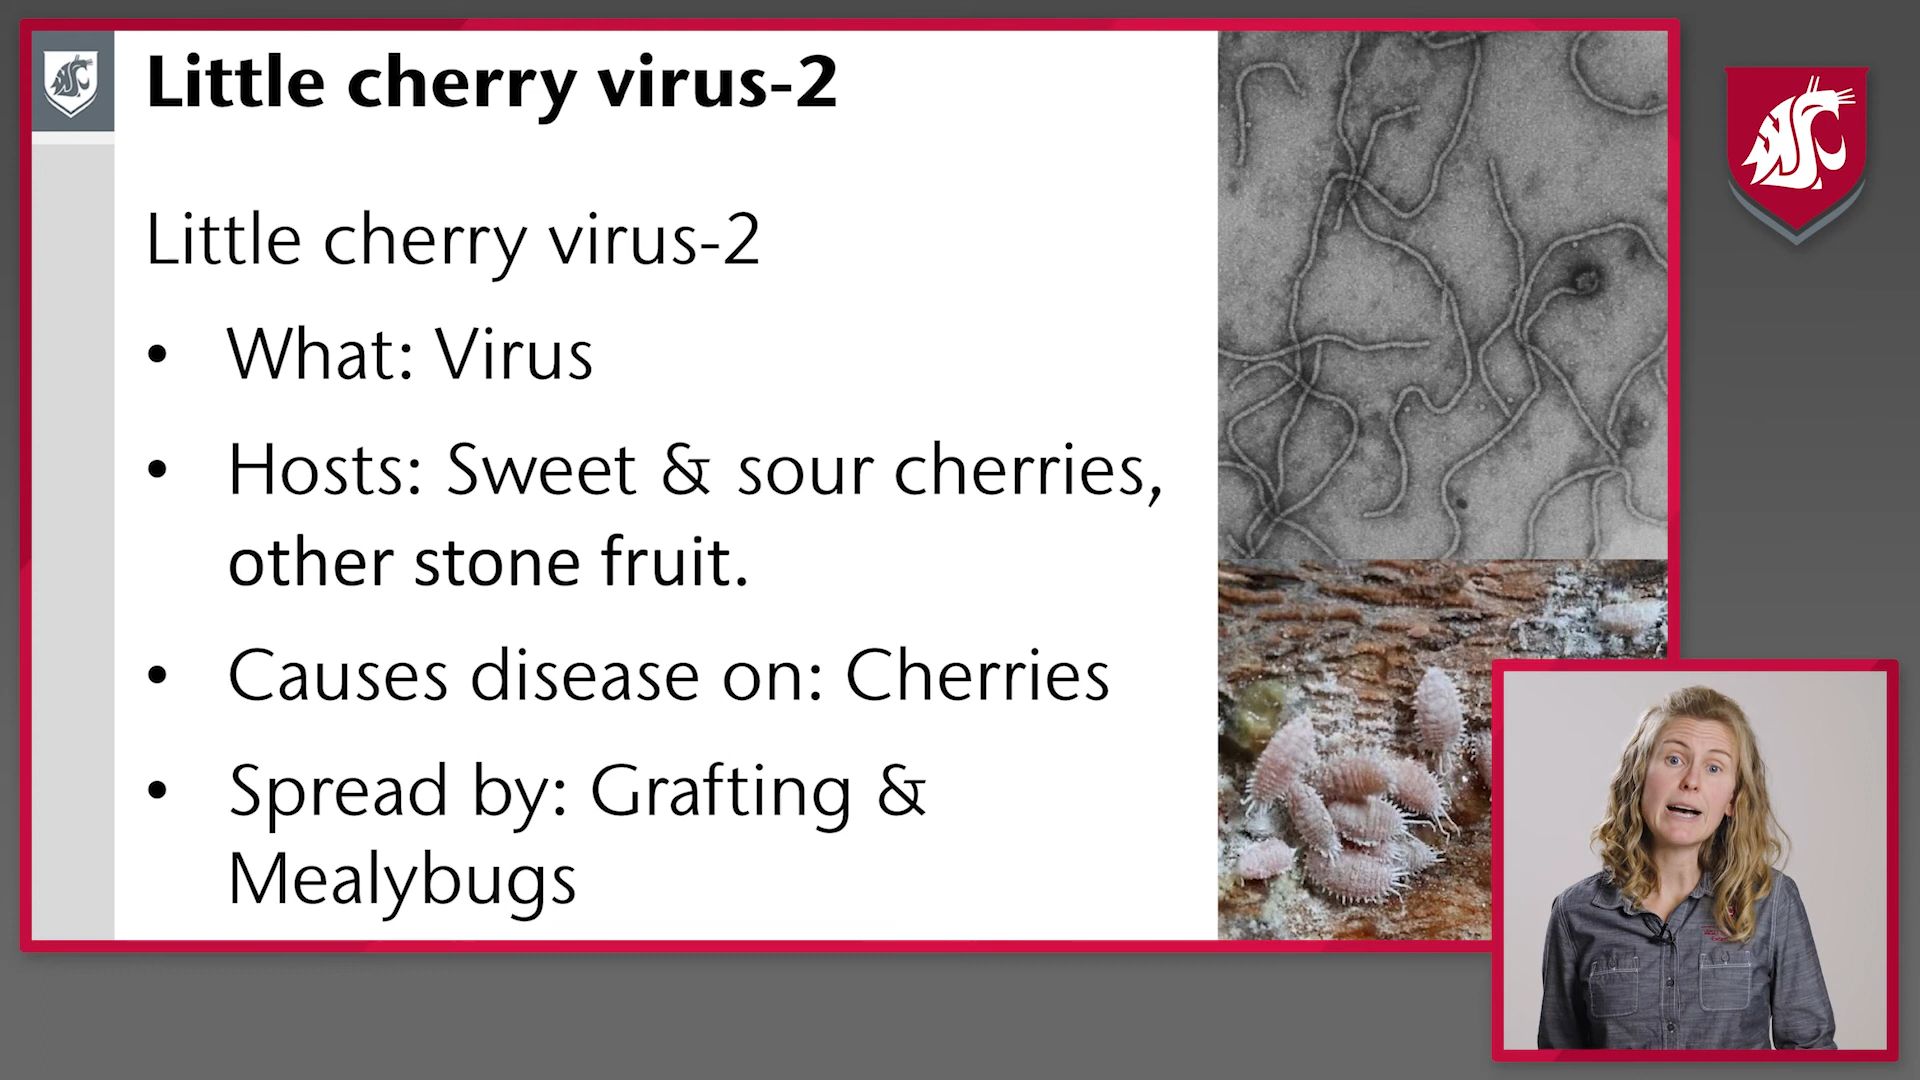 Little cherry virus-2
Little cherry virus-2
• What: Virus
• Hosts: Sweet & sour cherries,
other stone fruit.
• Causes disease on: Cherries
• Spread by: Grafting &
Mealybugs